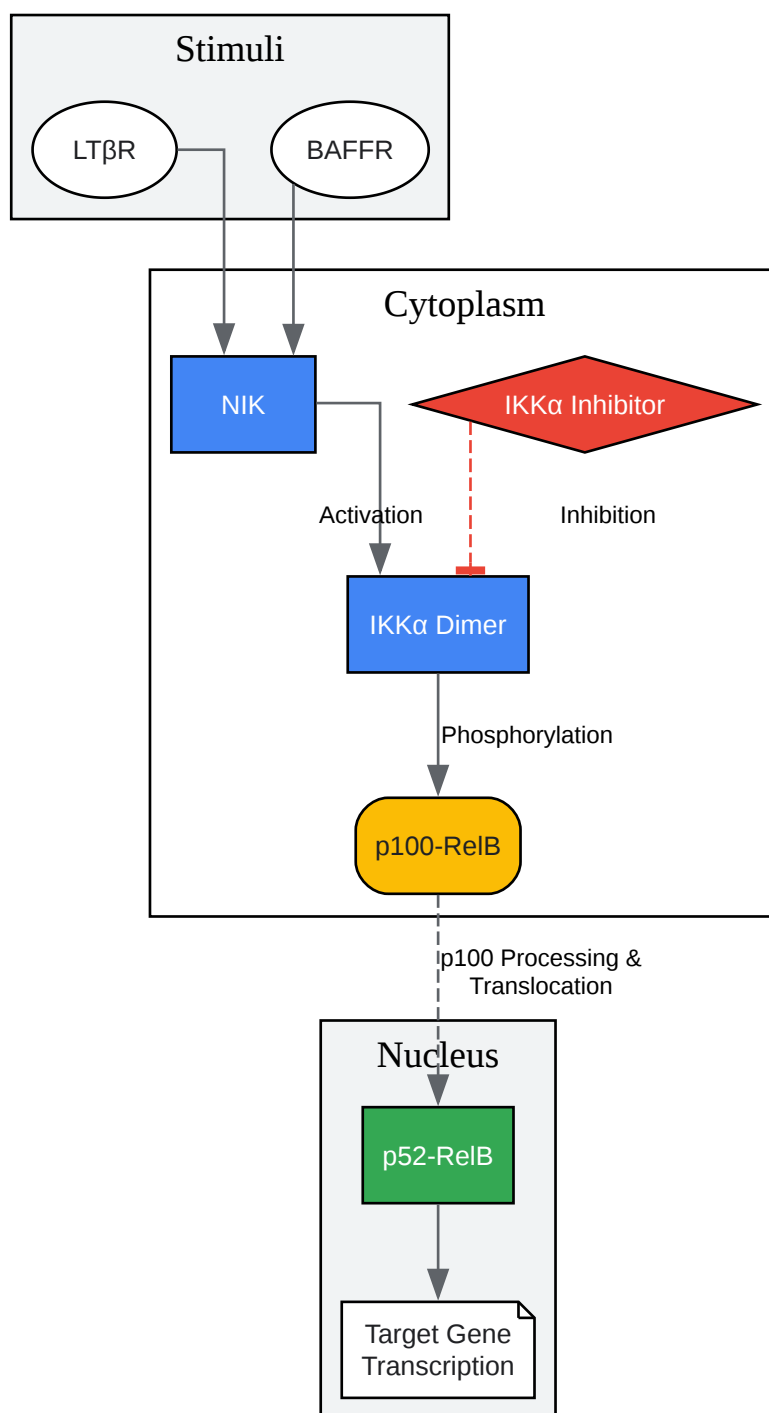 Stimuli
LTβR
BAFFR
Cytoplasm
NIK
IKKα Inhibitor
Activation
Inhibition
IKKα Dimer
Phosphorylation
p100-RelB
p100 Processing &
Translocation
Nucleus
p52-RelB
Target Gene
Transcription